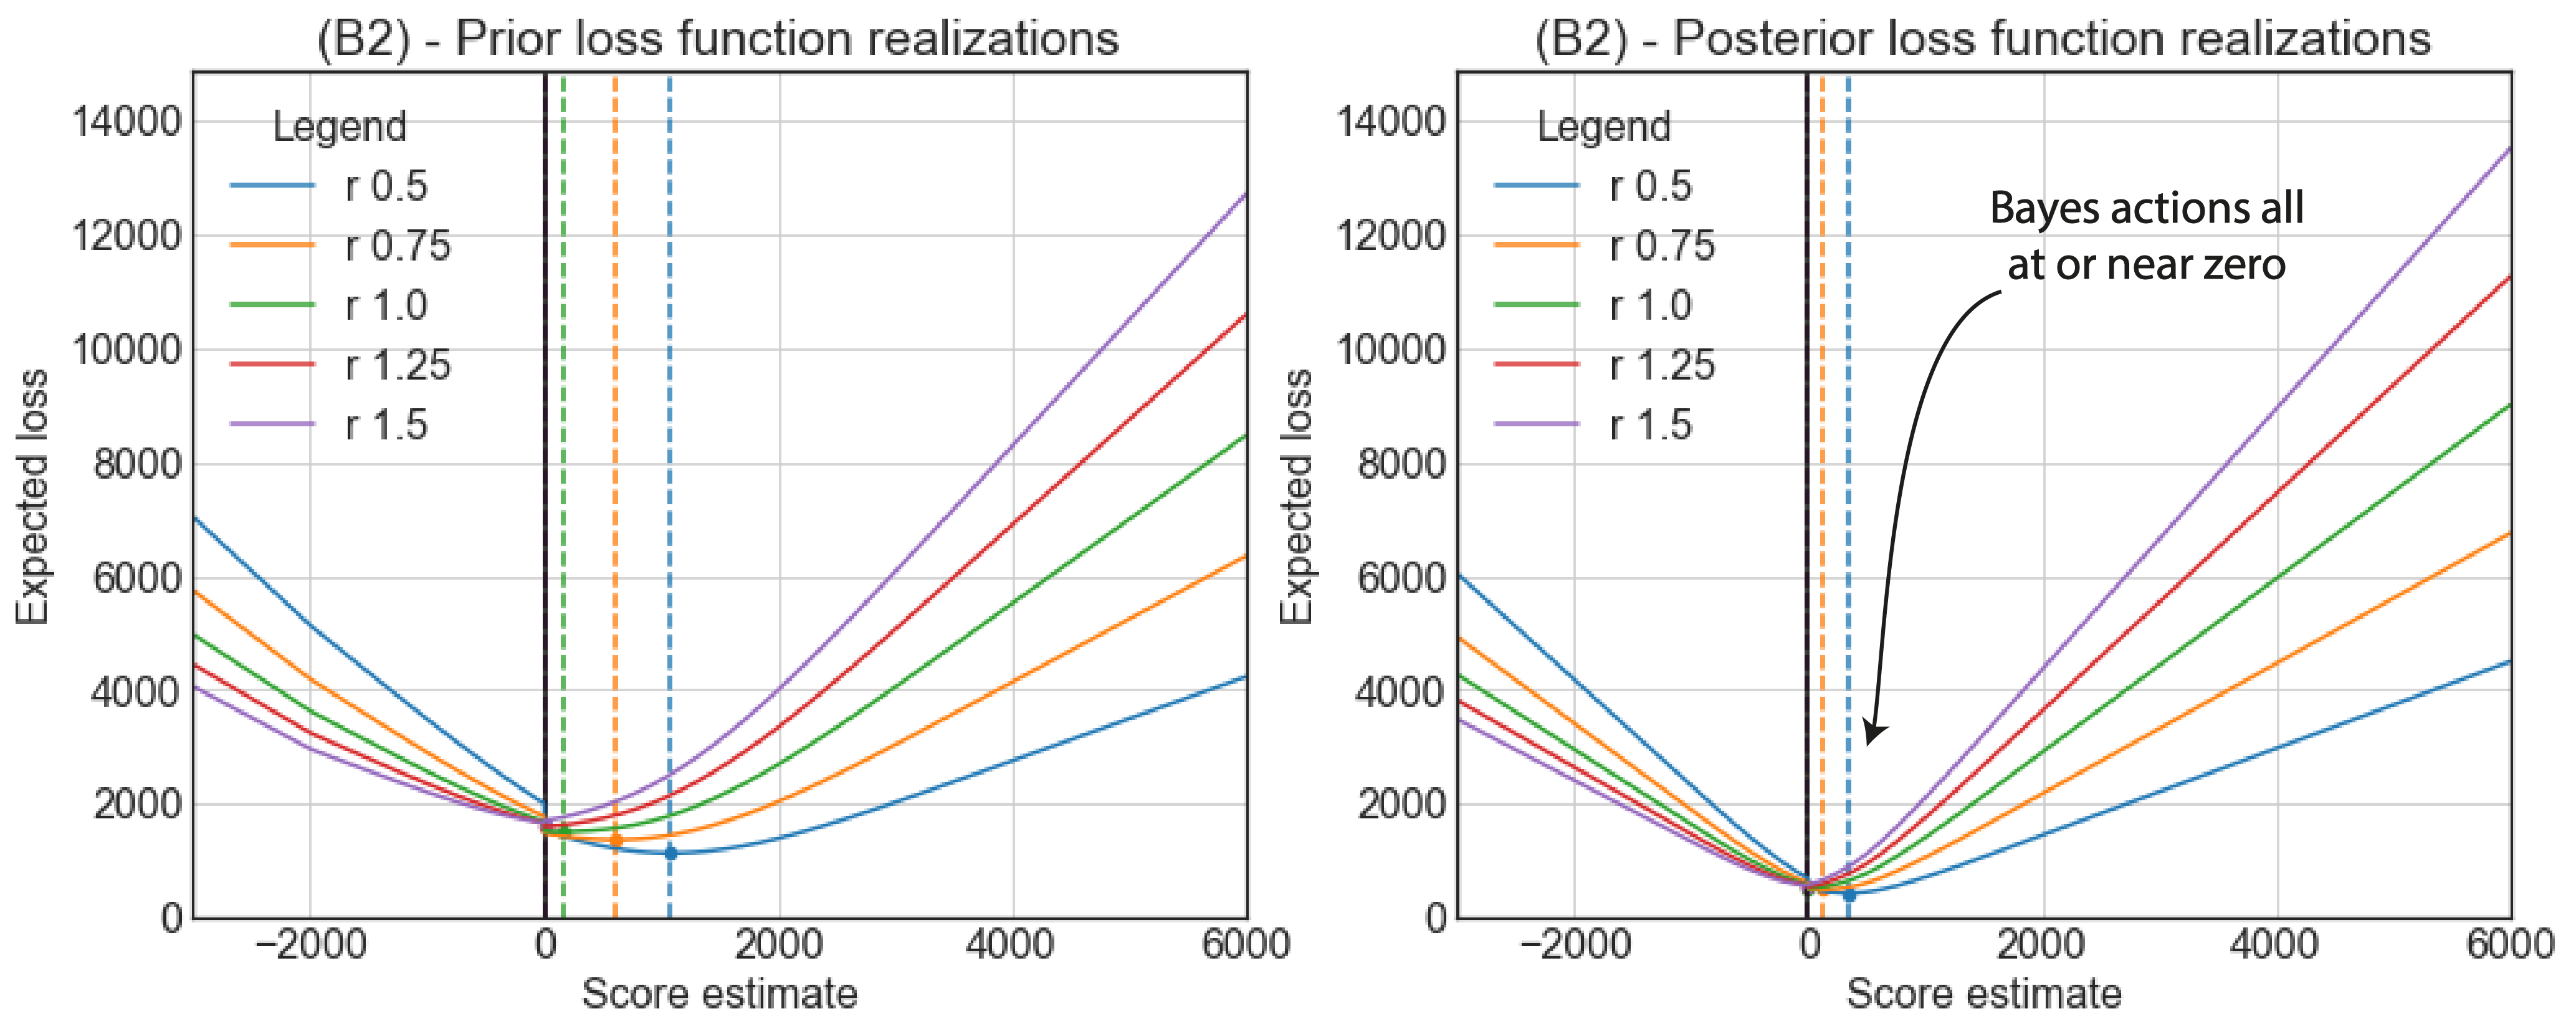 (B2) - Prior loss function realizations
Expected loss
14000
12000
10000
8000
6000
4000
2000
0
Legend
r 0.5
r 0.75
r 1.0
r 1.25
r 1.5
−2000 0 2000 4000 6000
Score estimate
(B2) - Posterior loss function realizations
Expected loss
14000
12000
10000
8000
6000
4000
2000
0
Legend
r 0.5
r 0.75
r 1.0
r 1.25
r 1.5
Bayes actions all
at or near zero
−2000 0 2000 4000 6000
Score estimate